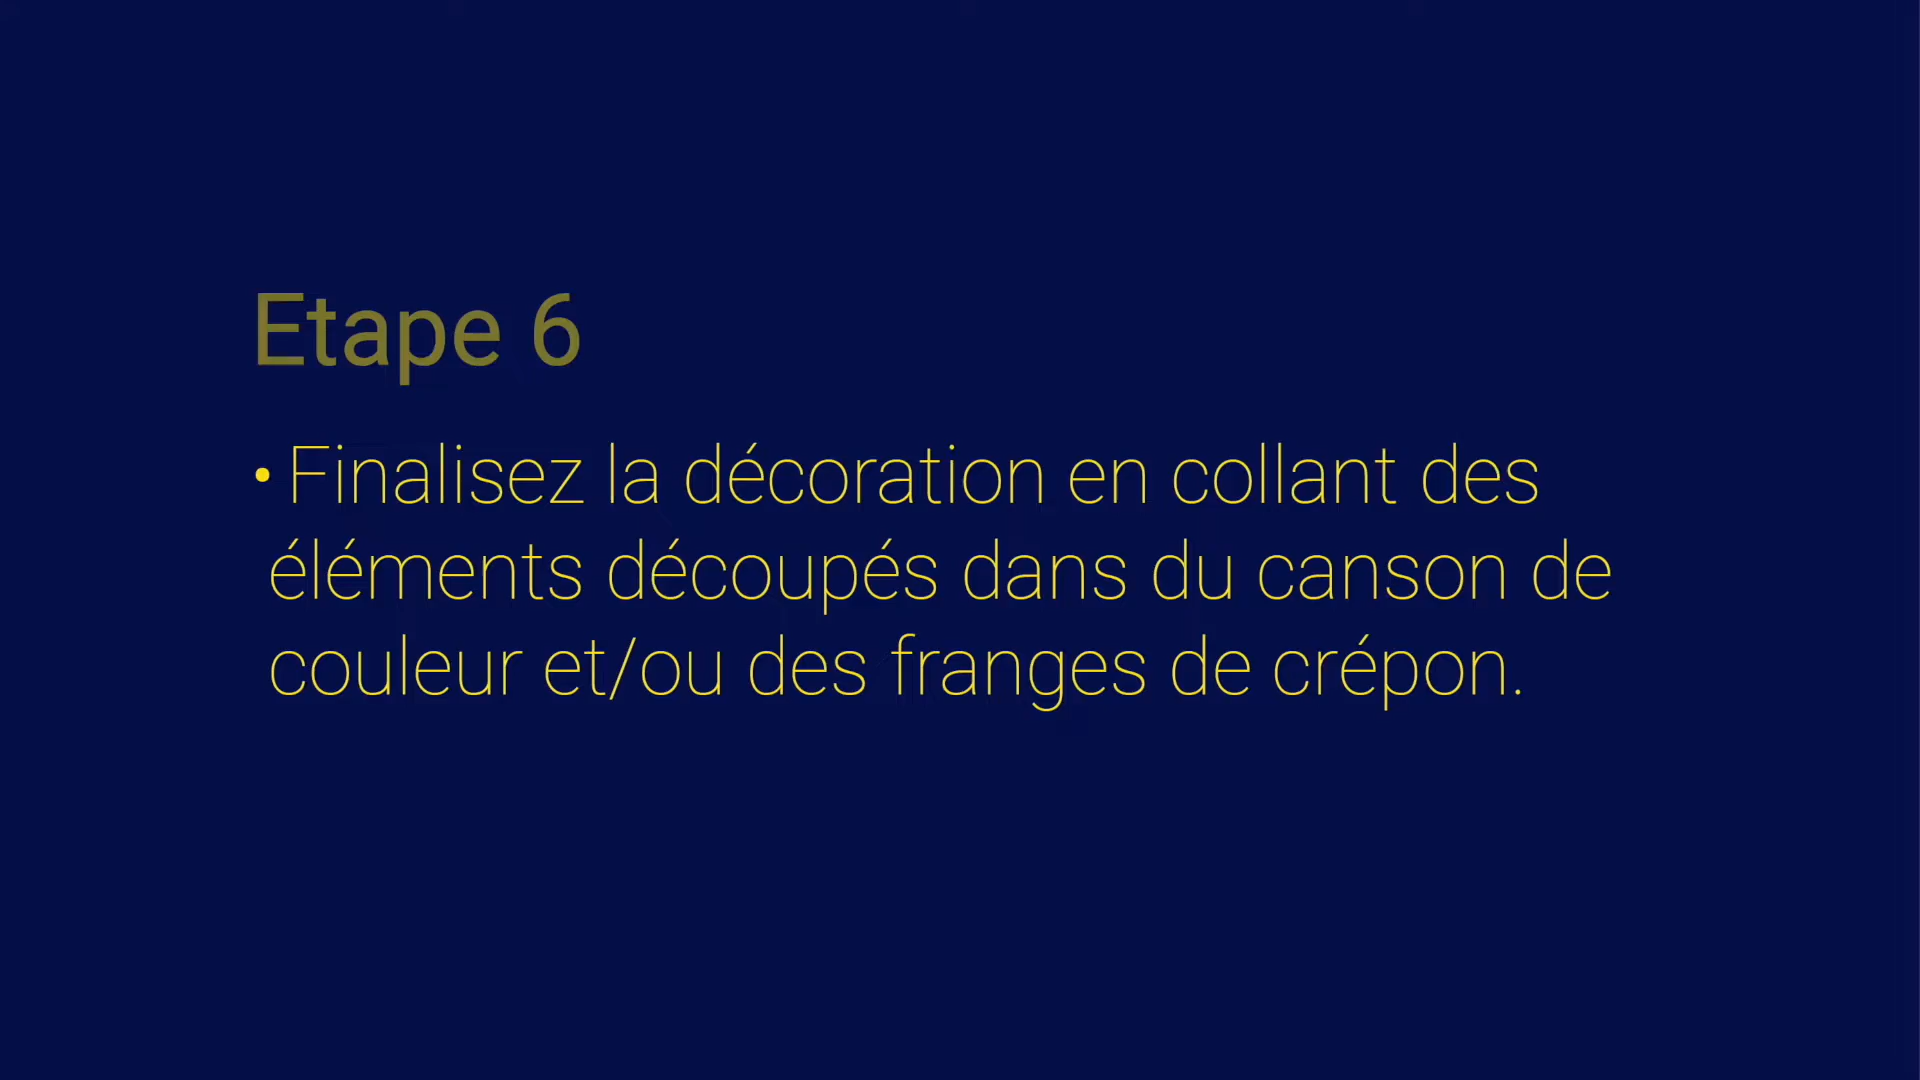 Etape 6
• Finalisez la décoration en collant des
éléments découpés dans du canson de
couleur et/ou des franges de crépon.